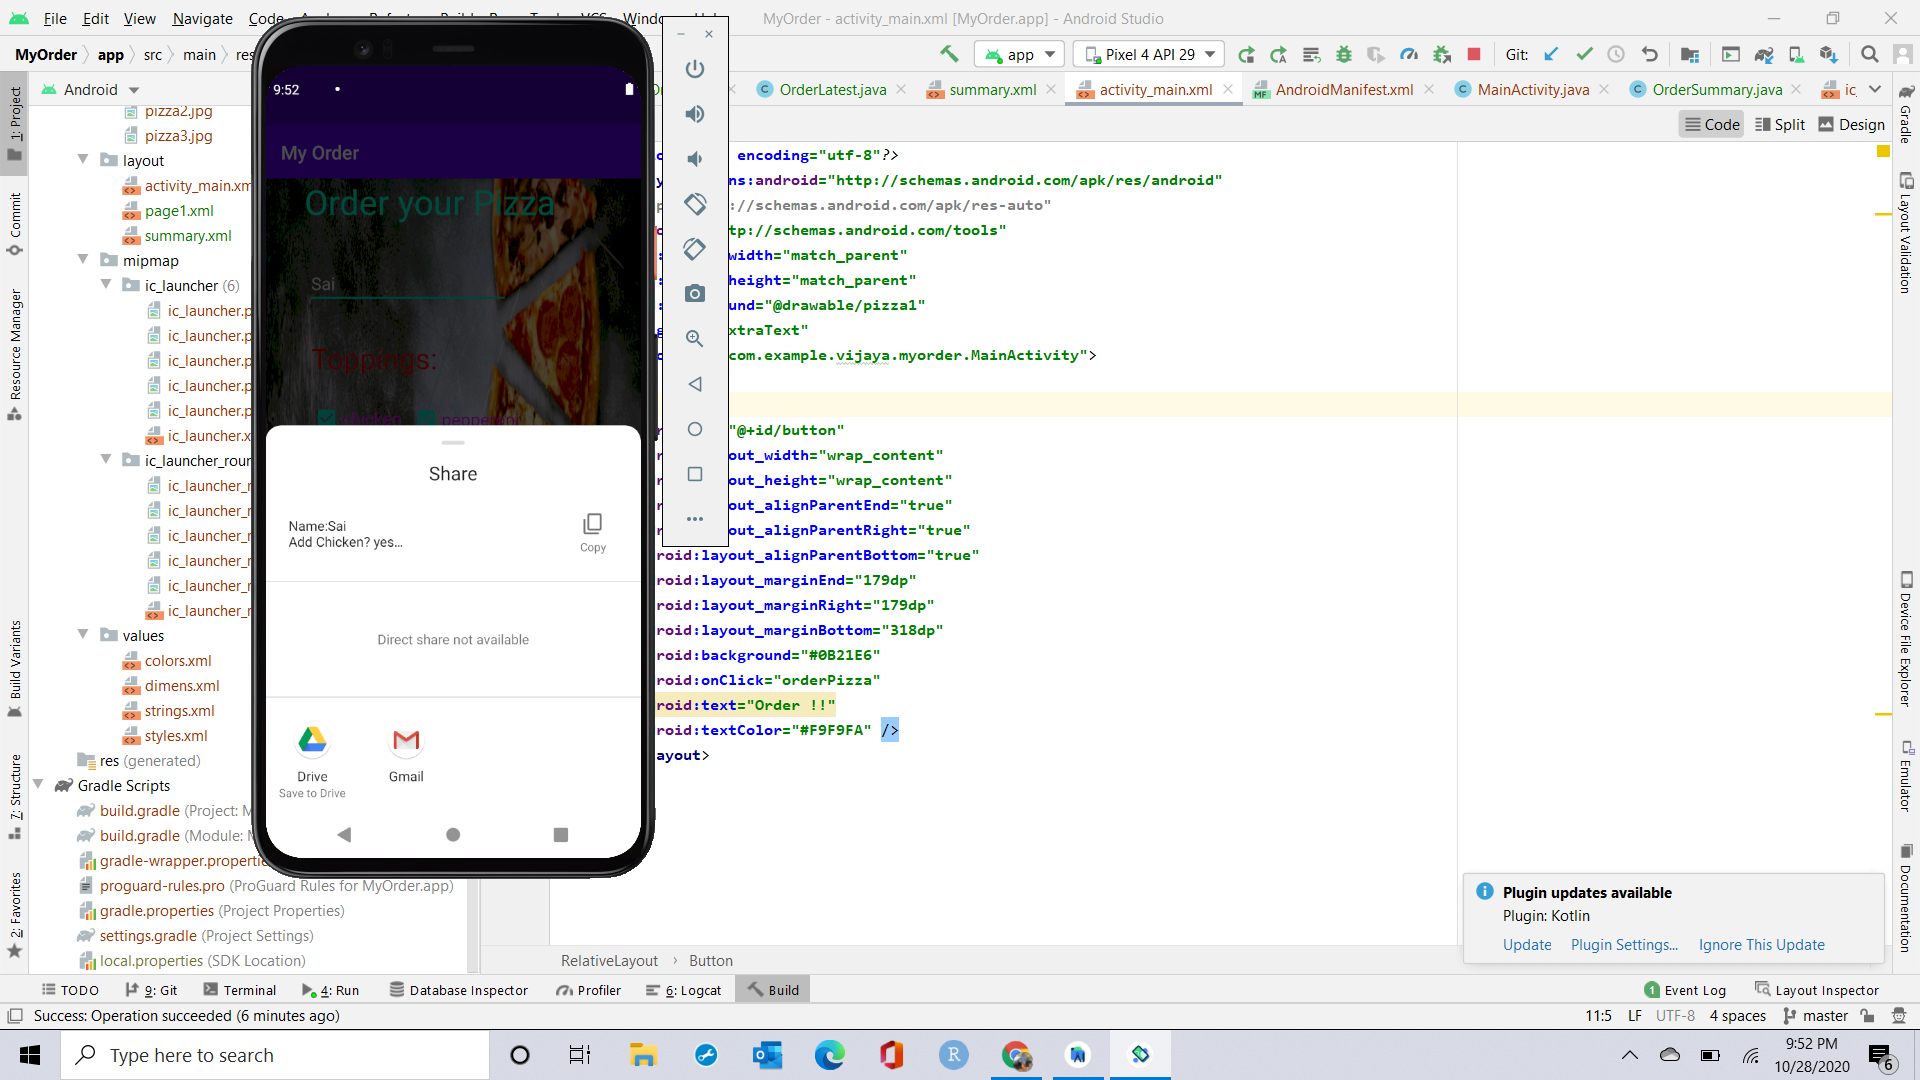 File Edit View Navigate Code
MyOrder - activity_main.xml [MyOrder.app] - Android Studio
MyOrder app src main res
app Pixel 4 API 29 Git:
Android
OrderLatest.java summary.xml activity_main.xml AndroidManifest.xml MainActivity.java OrderSummary.java ic_
Code Split Design
1: Project
Commit
Resource Manager
Build Variants
7: Structure
2: Favorites
pizza2.jpg
pizza3.jpg
layout
activity_main.xm
page1.xml
summary.xml
mipmap
ic_launcher (6)
ic_launcher.p
ic_launcher.p
ic_launcher.p
ic_launcher.p
ic_launcher.p
ic_launcher.x
ic_launcher_rour
ic_launcher_r
ic_launcher_r
ic_launcher_r
ic_launcher_r
ic_launcher_r
ic_launcher_r
values
colors.xml
dimens.xml
strings.xml
styles.xml
res (generated)
Gradle Scripts
build.gradle (Project: M
build.gradle (Module: M
gradle-wrapper.propertie
proguard-rules.pro (ProGuard Rules for MyOrder.app)
gradle.properties (Project Properties)
settings.gradle (Project Settings)
local.properties (SDK Location)
9:52
My Order
Order your Pizza
Sai
Toppings:
chicken
Share
Name:Sai
Add Chicken? yes...
Copy
Direct share not available
Drive
Save to Drive
Gmail
encoding="utf-8"?>
ns:android="http://schemas.android.com/apk/res/android"
://schemas.android.com/apk/res-auto"
tp://schemas.android.com/tools"
width="match_parent"
height="match_parent"
und="@drawable/pizza1"
xtraText"
com.example.vijaya.myorder.MainActivity">
"@+id/button"
out_width="wrap_content"
out_height="wrap_content"
out_alignParentEnd="true"
out_alignParentRight="true"
roid:layout_alignParentBottom="true"
roid:layout_marginEnd="179dp"
roid:layout_marginRight="179dp"
roid:layout_marginBottom="318dp"
roid:background="#0B21E6"
roid:onClick="orderPizza"
roid:text="Order !!"
roid:textColor="#F9F9FA" />
ayout>
Gradle
Layout Validation
Device File Explorer
Emulator
Documentation
Plugin updates available
Plugin: Kotlin
Update Plugin Settings... Ignore This Update
RelativeLayout Button
TODO 9: Git Terminal 4: Run Database Inspector Profiler 6: Logcat Build
1 Event Log Layout Inspector
Success: Operation succeeded (6 minutes ago)
11:5 LF UTF-8 4 spaces master
Type here to search
R
9:52 PM
10/28/2020
6